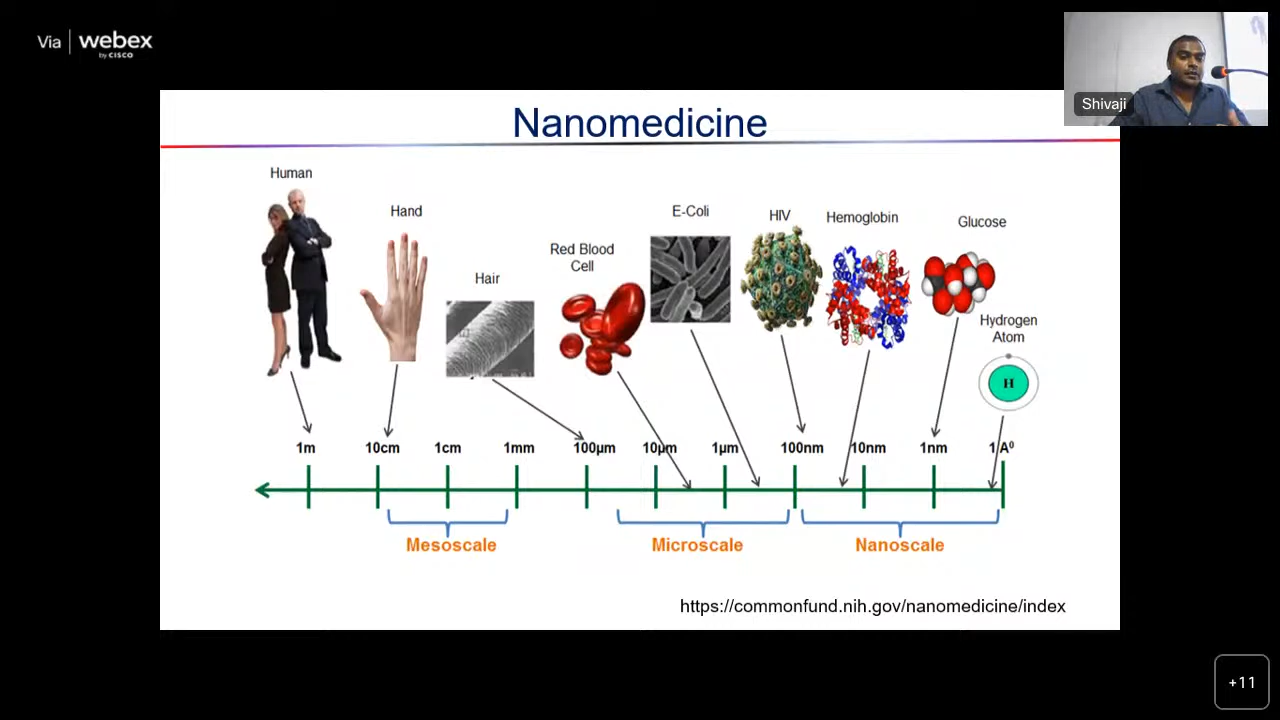 Via | webex
by CISCO
Shivaji
Nanomedicine
Human
Hand
Hair
Red Blood
Cell
E-Coli
HIV
Hemoglobin
Glucose
Hydrogen
Atom
H
1m 10cm 1cm 1mm 100µm 10µm 1µm 100nm 10nm 1nm 1 A⁰
Mesoscale Microscale Nanoscale
https://commonfund.nih.gov/nanomedicine/index
+11